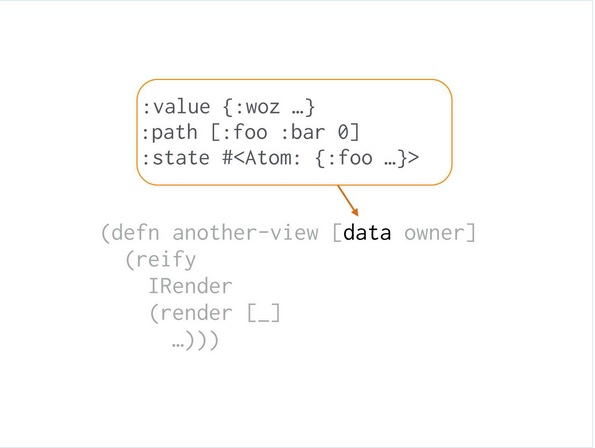 :value {:woz …}
:path [:foo :bar 0]
:state #<Atom: {:foo …}>
(defn another-view [data owner]
(reify
IRender
(render [_]
…)))